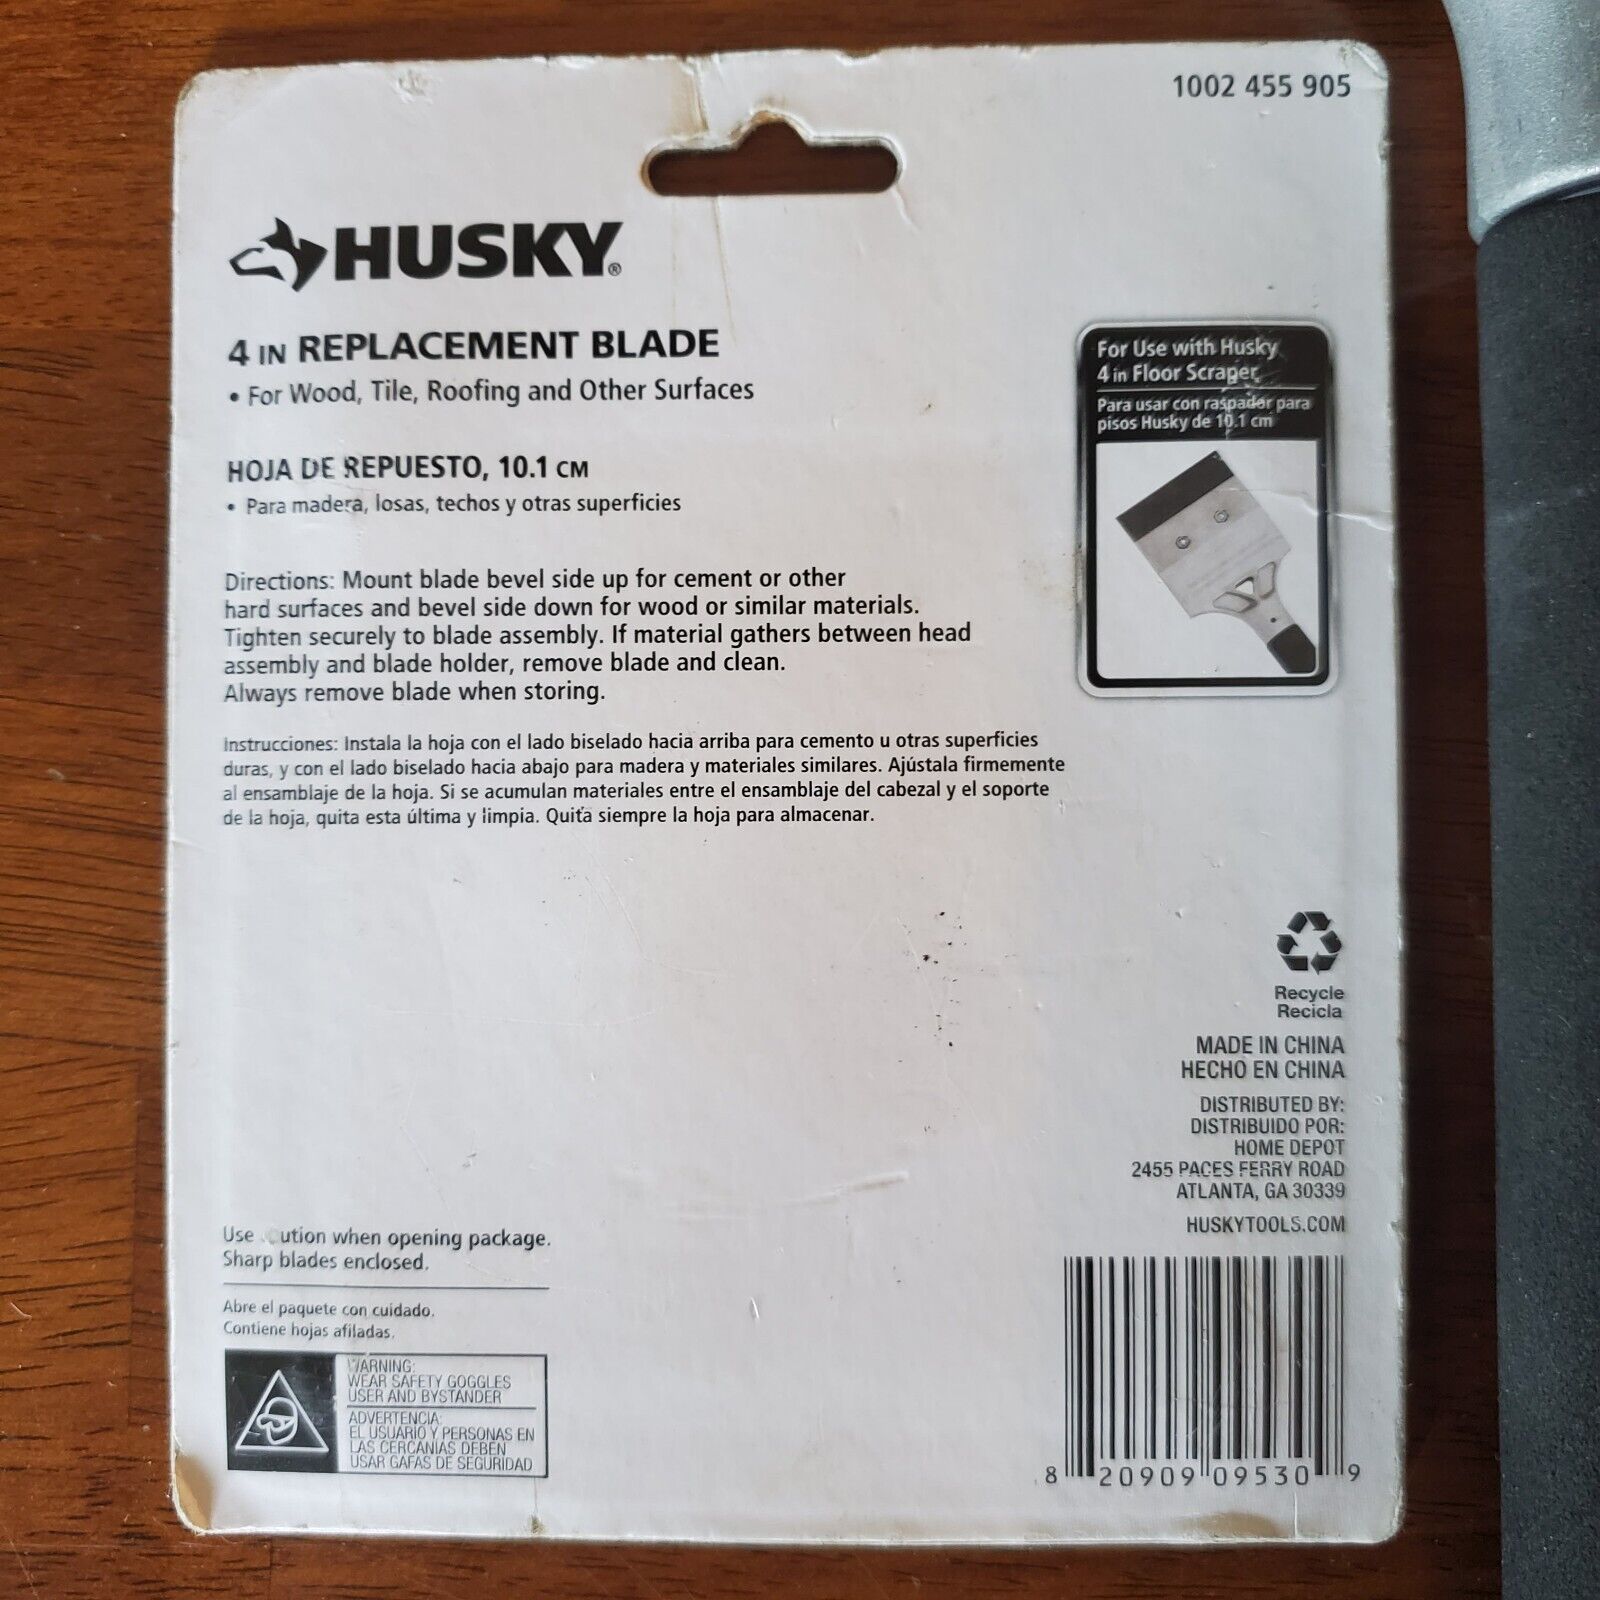 1002 455 905
HUSKY®
4 IN REPLACEMENT BLADE
• For Wood, Tile, Roofing and Other Surfaces
HOJA DE REPUESTO, 10.1 CM
• Para madera, losas, techos y otras superficies
Directions: Mount blade bevel side up for cement or other
hard surfaces and bevel side down for wood or similar materials.
Tighten securely to blade assembly. If material gathers between head
assembly and blade holder, remove blade and clean.
Always remove blade when storing.
Instrucciones: Instala la hoja con el lado biselado hacia arriba para cemento u otras superficies
duras, y con el lado biselado hacia abajo para madera y materiales similares. Ajústala firmemente
al ensamblaje de la hoja. Si se acumulan materiales entre el ensamblaje del cabezal y el soporte
de la hoja, quita esta última y limpia. Quita siempre la hoja para almacenar.
For Use with Husky
4 in Floor Scraper
Para usar con raspador para
pisos Husky de 10.1 cm
Recycle
Recicla
MADE IN CHINA
HECHO EN CHINA
DISTRIBUTED BY:
DISTRIBUIDO POR:
HOME DEPOT
2455 PACES FERRY ROAD
ATLANTA, GA 30339
HUSKYTOOLS.COM
Use ution when opening package.
Sharp blades enclosed.
Abre el paquete con cuidado.
Contiene hojas afiladas.
WARNING:
WEAR SAFETY GOGGLES
USER AND BYSTANDER
ADVERTENCIA:
EL USUARIO Y PERSONAS EN
LAS CERCANÍAS DEBEN
USAR GAFAS DE SEGURIDAD
8 20909 09530 9